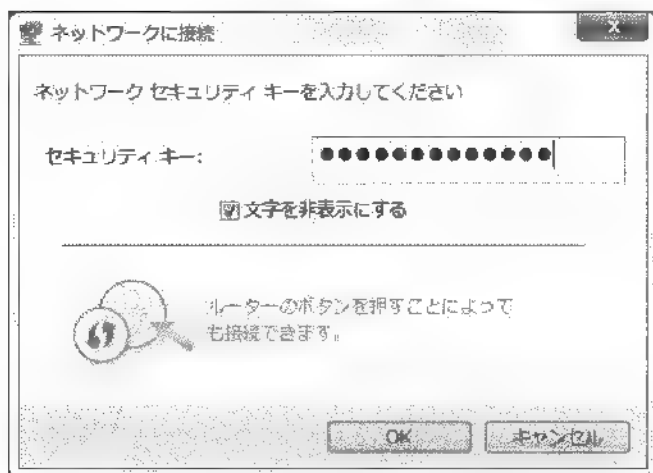 ネットワークに接続
ネットワーク セキュリティ キーを入力してください
セキュリティ キー:
●●●●●●●●●●●●●
文字を非表示にする
ルーターのボタンを押すことによって
も接続できます。
OK
キャンセル